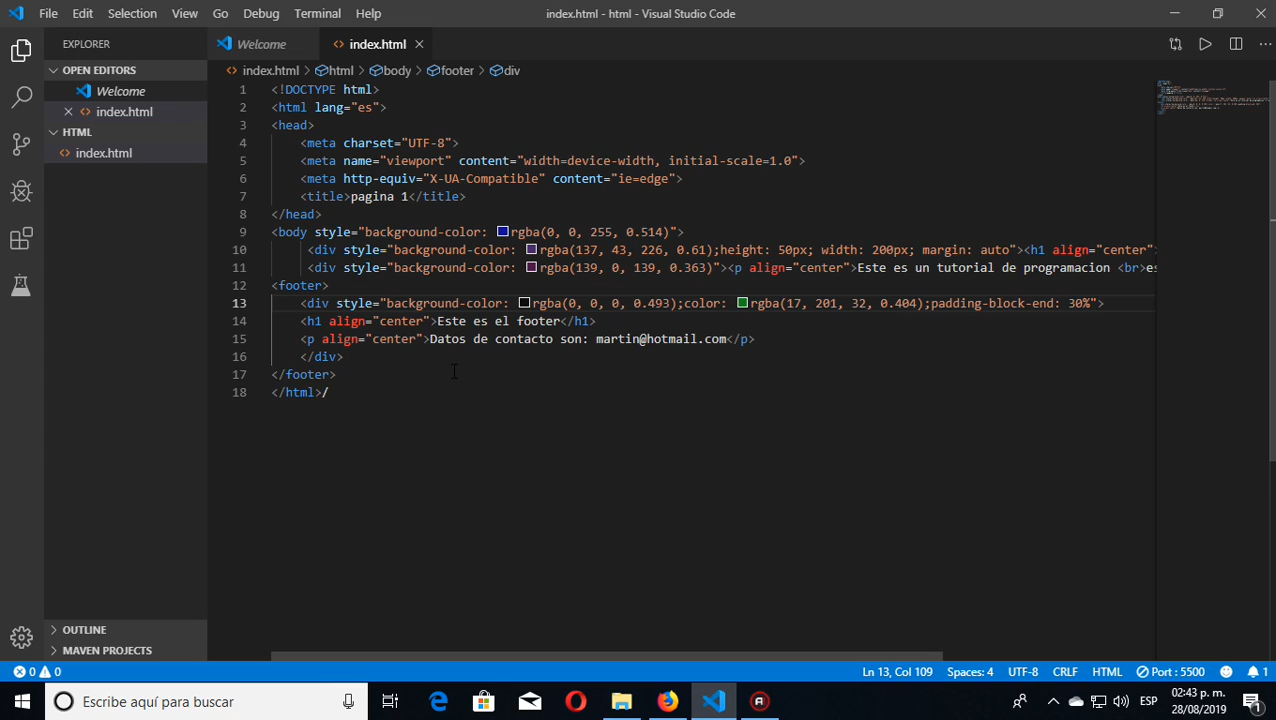 File Edit Selection View Go Debug Terminal Help index.html - html - Visual Studio Code
EXPLORER
OPEN EDITORS
Welcome
index.html
HTML
index.html
OUTLINE
MAVEN PROJECTS
Welcome index.html
index.html html body footer div
1 <!DOCTYPE html>
2 <html lang="es">
3 <head>
4 <meta charset="UTF-8">
5 <meta name="viewport" content="width=device-width, initial-scale=1.0">
6 <meta http-equiv="X-UA-Compatible" content="ie=edge">
7 <title>pagina 1</title>
8 </head>
9 <body style="background-color: rgba(0, 0, 255, 0.514)">
10 <div style="background-color: rgba(137, 43, 226, 0.61);height: 50px; width: 200px; margin: auto"><h1 align="center"
11 <div style="background-color: rgba(139, 0, 139, 0.363)"><p align="center">Este es un tutorial de programacion <br>es
12 <footer>
13 <div style="background-color: rgba(0, 0, 0, 0.493);color: rgba(17, 201, 32, 0.404);padding-block-end: 30%">
14 <h1 align="center">Este es el footer</h1>
15 <p align="center">Datos de contacto son: martin@hotmail.com</p>
16 </div>
17 </footer>
18 </html>/
0 0 Ln 13, Col 109 Spaces: 4 UTF-8 CRLF HTML Port : 5500 1
Escribe aquí para buscar ESP 02:43 p. m.
28/08/2019 1